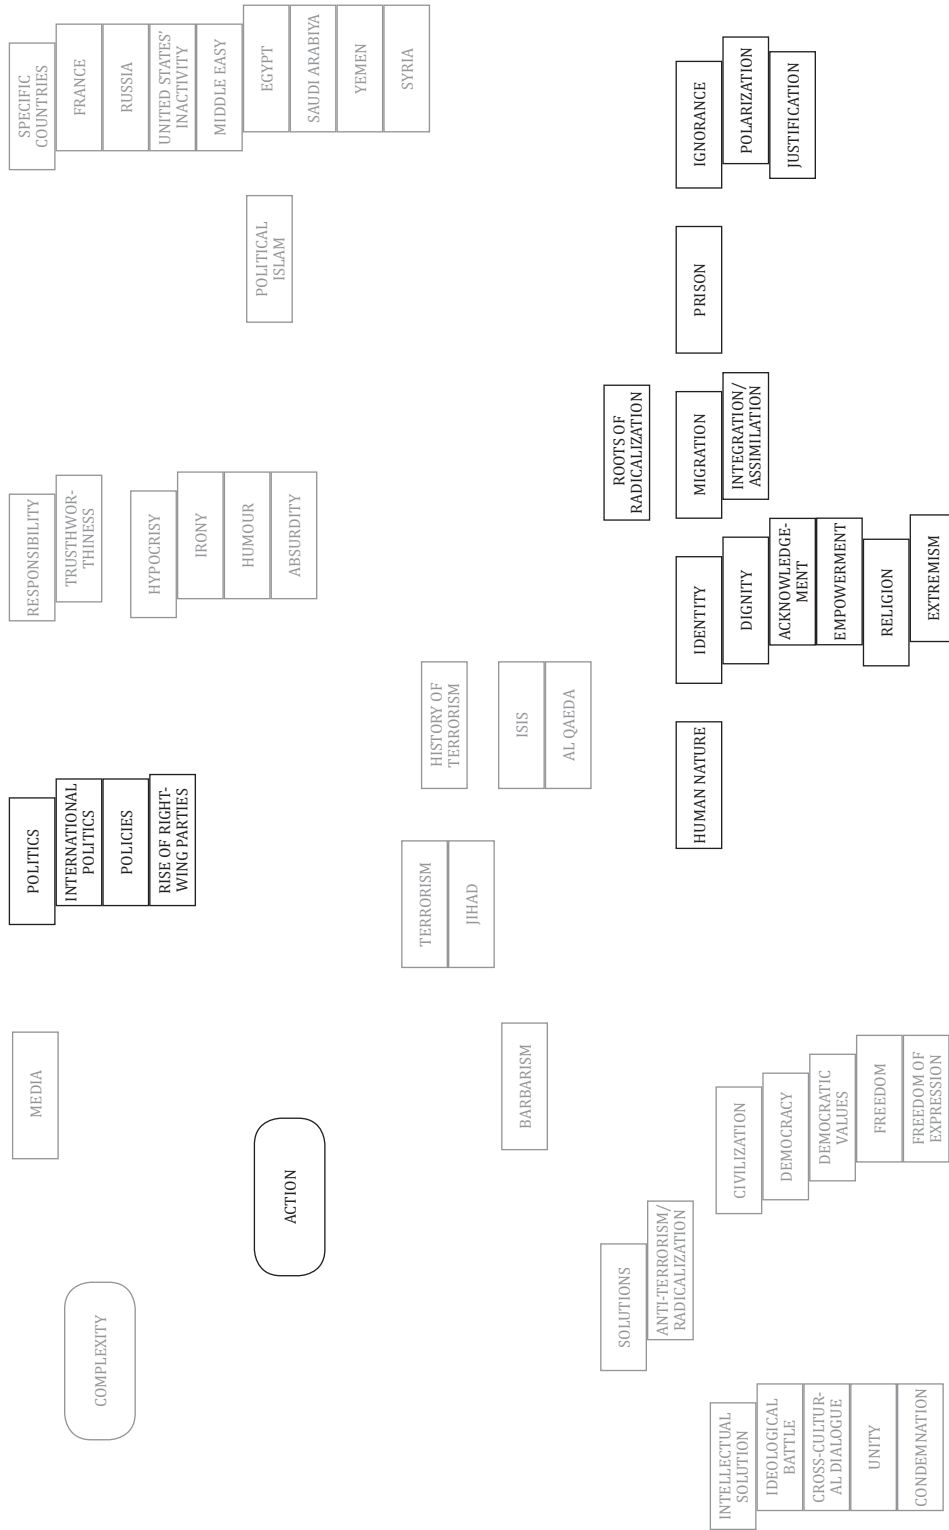 COMPLEXITY
ACTION
MEDIA
POLITICS
INTERNATIONAL
POLITICS
POLICIES
RISE OF RIGHT-
WING PARTIES
RESPONSIBILITY
TRUSTHWOR-
THINESS
HYPOCRISY
IRONY
HUMOUR
ABSURDITY
SPECIFIC
COUNTRIES
FRANCE
RUSSIA
UNITED STATES'
INACTIVITY
MIDDLE EASY
EGYPT
SAUDI ARABIYA
YEMEN
SYRIA
POLITICAL
ISLAM
TERRORISM
JIHAD
HISTORY OF
TERRORISM
ISIS
AL QAEDA
BARBARISM
SOLUTIONS
ANTI-TERRORISM/
RADICALIZATION
INTELLECTUAL
SOLUTION
IDEOLOGICAL
BATTLE
CROSS-CULTUR-
AL DIALOGUE
UNITY
CONDEMNATION
CIVILIZATION
DEMOCRACY
DEMOCRATIC
VALUES
FREEDOM
FREEDOM OF
EXPRESSION
ROOTS OF
RADICALIZATION
HUMAN NATURE
IDENTITY
DIGNITY
ACKNOWLEDGE-
MENT
EMPOWERMENT
RELIGION
EXTREMISM
MIGRATION
INTEGRATION/
ASSIMILATION
PRISON
IGNORANCE
POLARIZATION
JUSTIFICATION